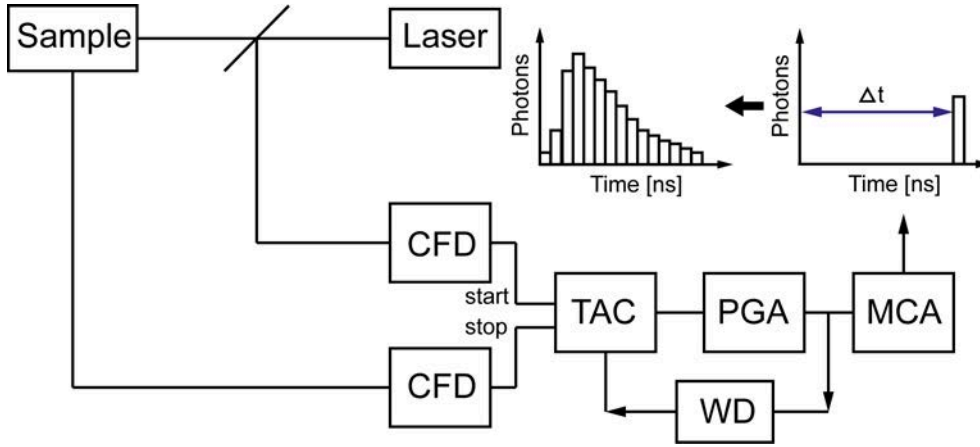 Sample
Laser
Photons
Time [ns]
Photons
Δt
Time [ns]
CFD
start
stop
TAC
PGA
MCA
CFD
WD